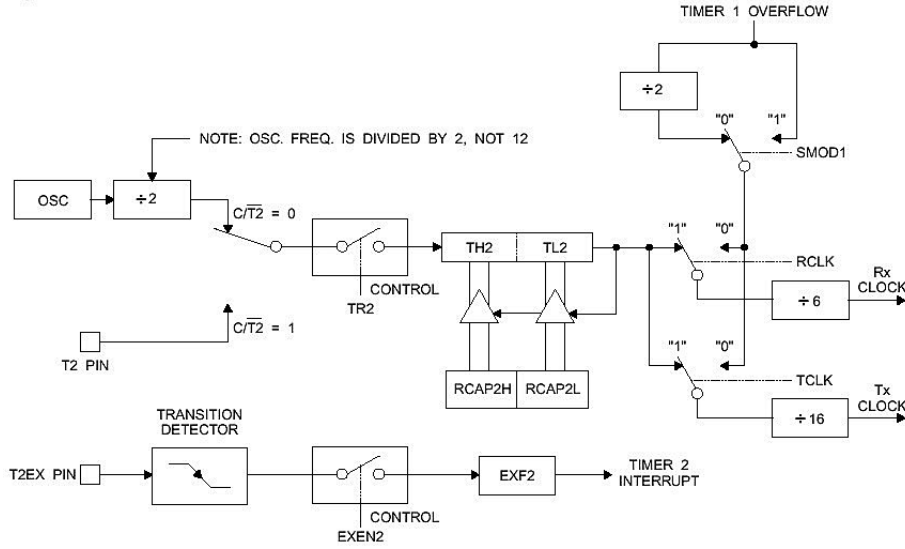 TIMER 1 OVERFLOW
÷2
"0"
"1"
SMOD1
NOTE: OSC. FREQ. IS DIVIDED BY 2, NOT 12
OSC
÷2
C/T2 = 0
TH2
TL2
"1"
"0"
RCLK
CONTROL
TR2
Rx
CLOCK
÷6
C/T2 = 1
T2 PIN
"1"
"0"
RCAP2H
RCAP2L
TCLK
Tx
CLOCK
÷16
TRANSITION
DETECTOR
T2EX PIN
EXF2
TIMER 2
INTERRUPT
CONTROL
EXEN2